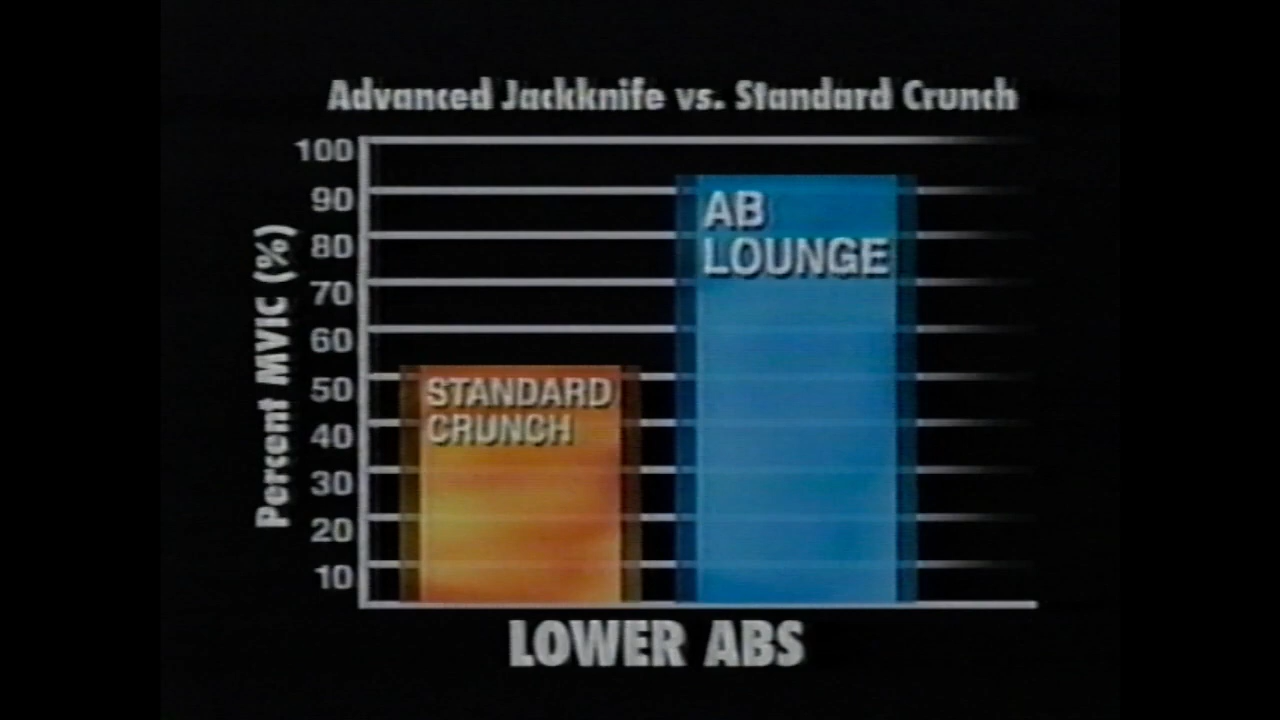 Advanced Jackknife vs. Standard Crunch
100
90
80
70
60
50
40
30
20
10
Percent MVIC (%)
STANDARD
CRUNCH
AB
LOUNGE
LOWER ABS